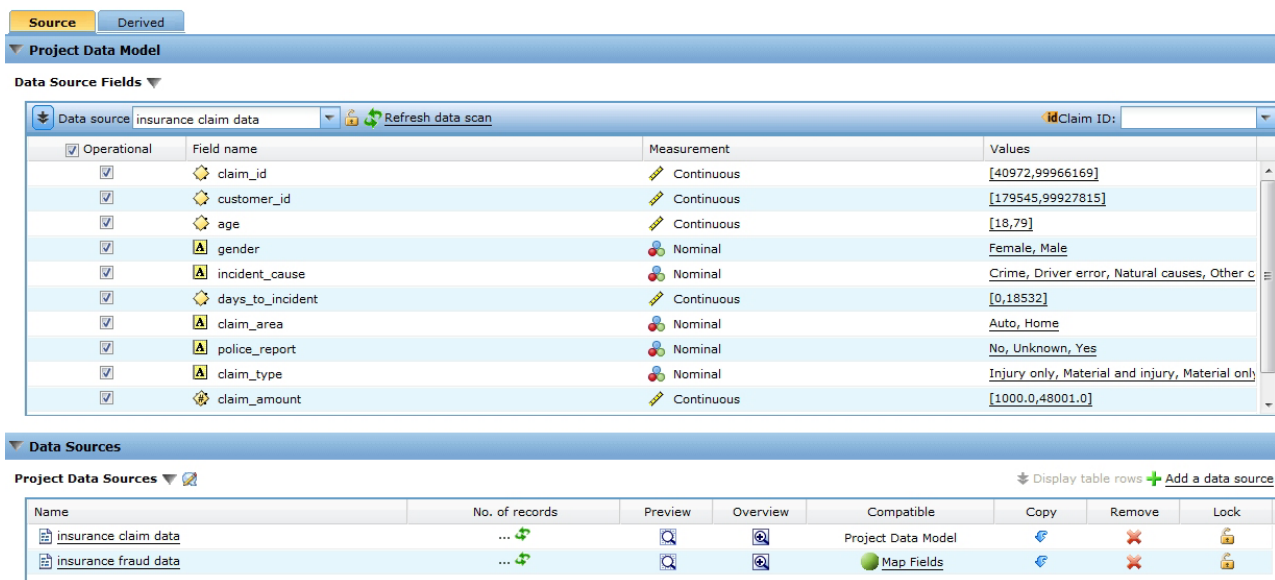 Source Derived
Project Data Model
Data Source Fields
Data source insurance claim data Refresh data scan id Claim ID:
Operational Field name Measurement Values
claim_id Continuous [40972,99966169]
customer_id Continuous [179545,99927815]
age Continuous [18,79]
A gender Nominal Female, Male
A incident_cause Nominal Crime, Driver error, Natural causes, Other c
days_to_incident Continuous [0,18532]
A claim_area Nominal Auto, Home
A police_report Nominal No, Unknown, Yes
A claim_type Nominal Injury only, Material and injury, Material only
# claim_amount Continuous [1000.0,48001.0]
Data Sources
Project Data Sources Display table rows Add a data source
Name No. of records Preview Overview Compatible Copy Remove Lock
insurance claim data ... Project Data Model
insurance fraud data ... Map Fields